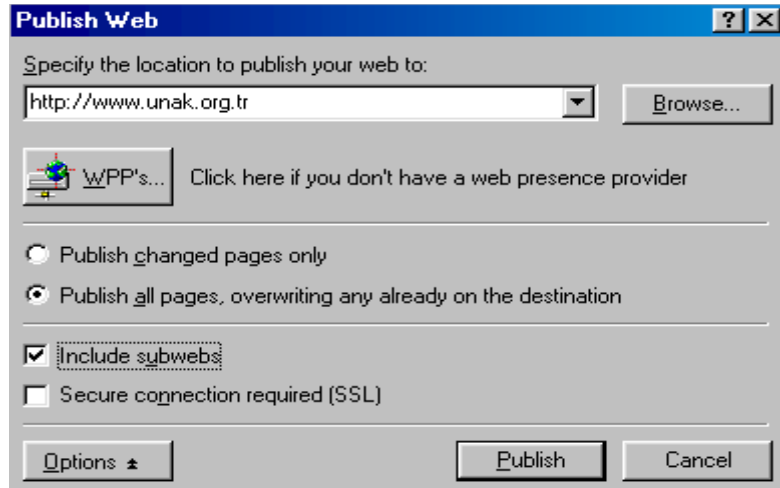 Publish Web
Specify the location to publish your web to:
http://www.unak.org.tr
Browse...
WPP's...
Click here if you don't have a web presence provider
Publish changed pages only
Publish all pages, overwriting any already on the destination
Include subwebs
Secure connection required (SSL)
Options
Publish
Cancel